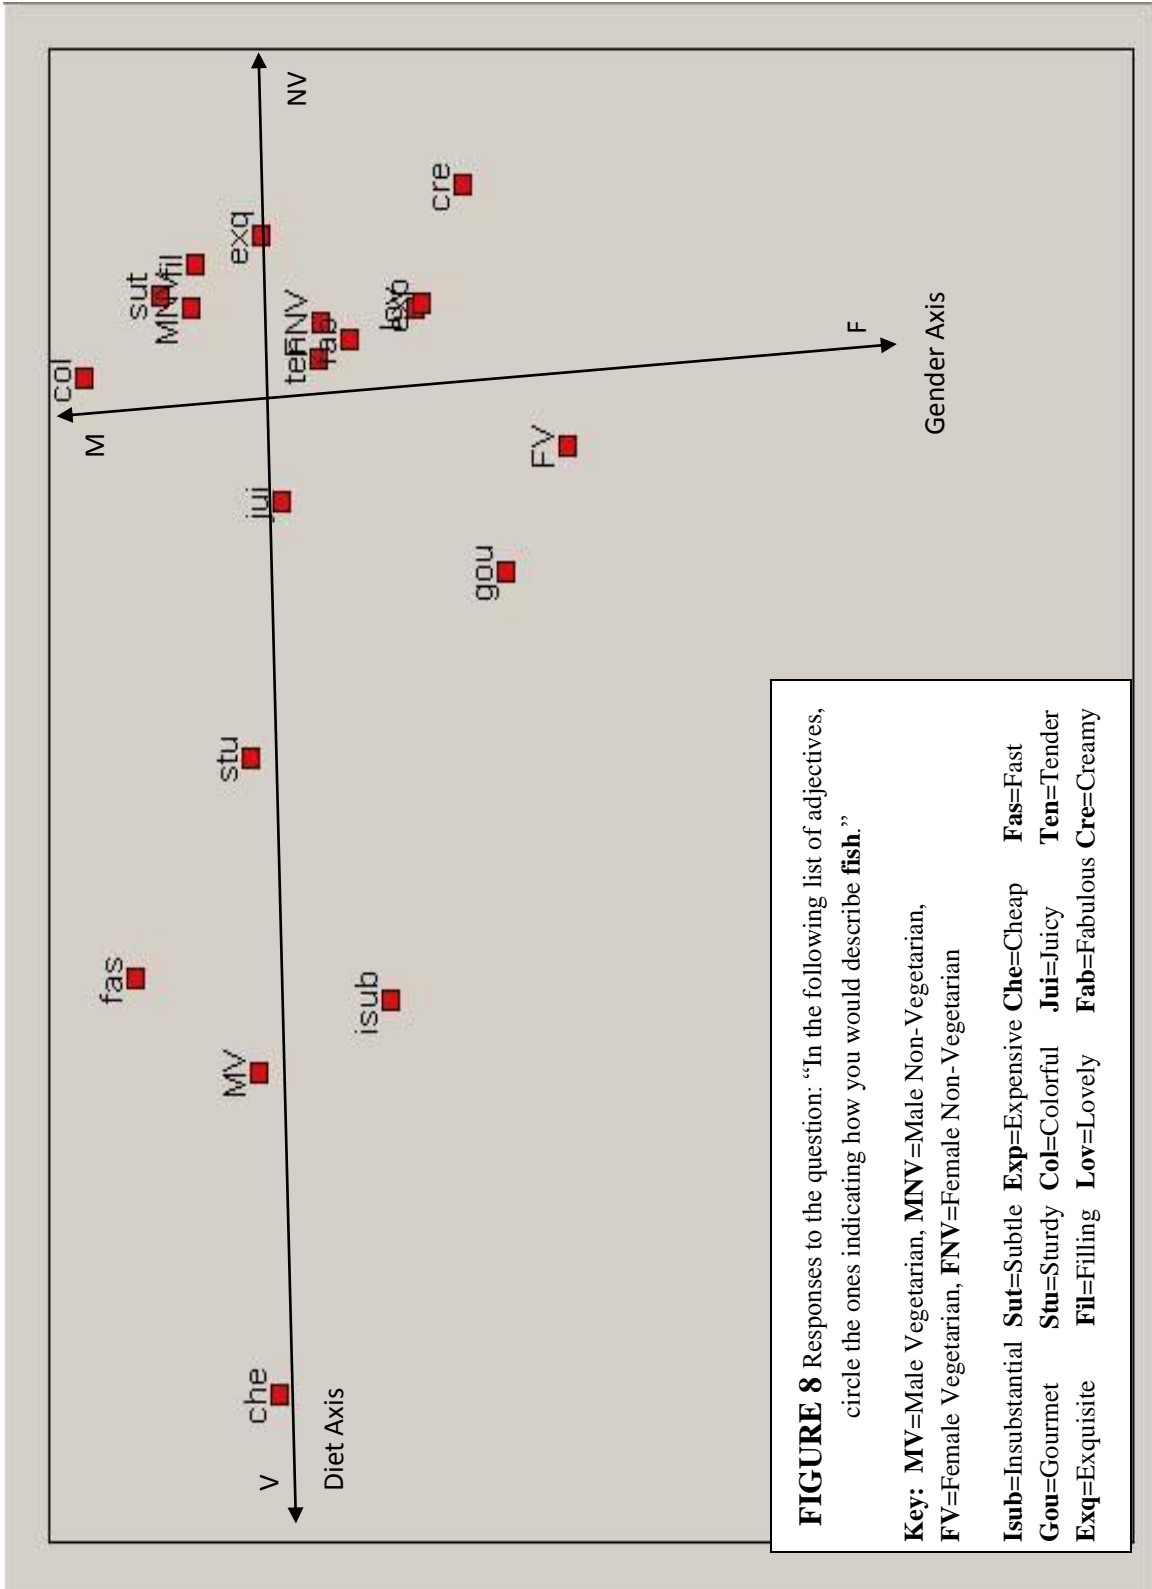 NV
cre
exq
fil
sut
MNV
lov
exp
FNV
fab
ten
col
M
F
Gender Axis
FV
jui
gou
stu
fas
isub
MV
che
V
Diet Axis
FIGURE 8 Responses to the question: “In the following list of adjectives,
circle the ones indicating how you would describe fish.”
Key: MV=Male Vegetarian, MNV=Male Non-Vegetarian,
FV=Female Vegetarian, FNV=Female Non-Vegetarian
Isub=Insubstantial Sut=Subtle Exp=Expensive Che=Cheap Fas=Fast
Gou=Gourmet Stu=Sturdy Col=Colorful Jui=Juicy Ten=Tender
Exq=Exquisite Fil=Filling Lov=Lovely Fab=Fabulous Cre=Creamy